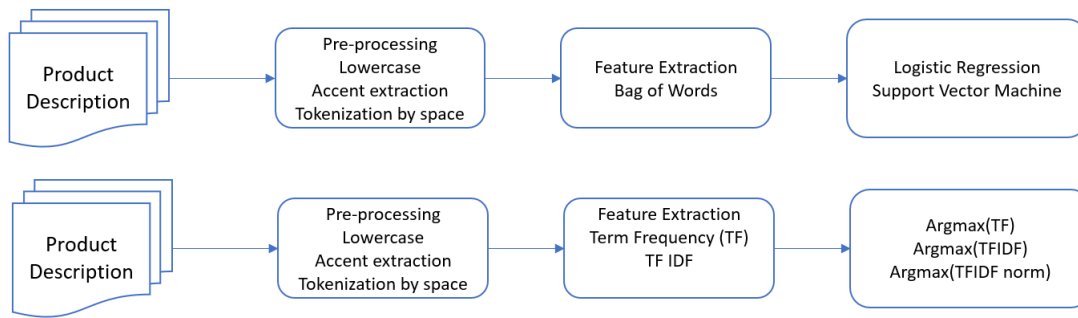 Product
Description
Pre-processing
Lowercase
Accent extraction
Tokenization by space
Feature Extraction
Bag of Words
Logistic Regression
Support Vector Machine
Product
Description
Pre-processing
Lowercase
Accent extraction
Tokenization by space
Feature Extraction
Term Frequency (TF)
TF IDF
Argmax(TF)
Argmax(TFIDF)
Argmax(TFIDF norm)